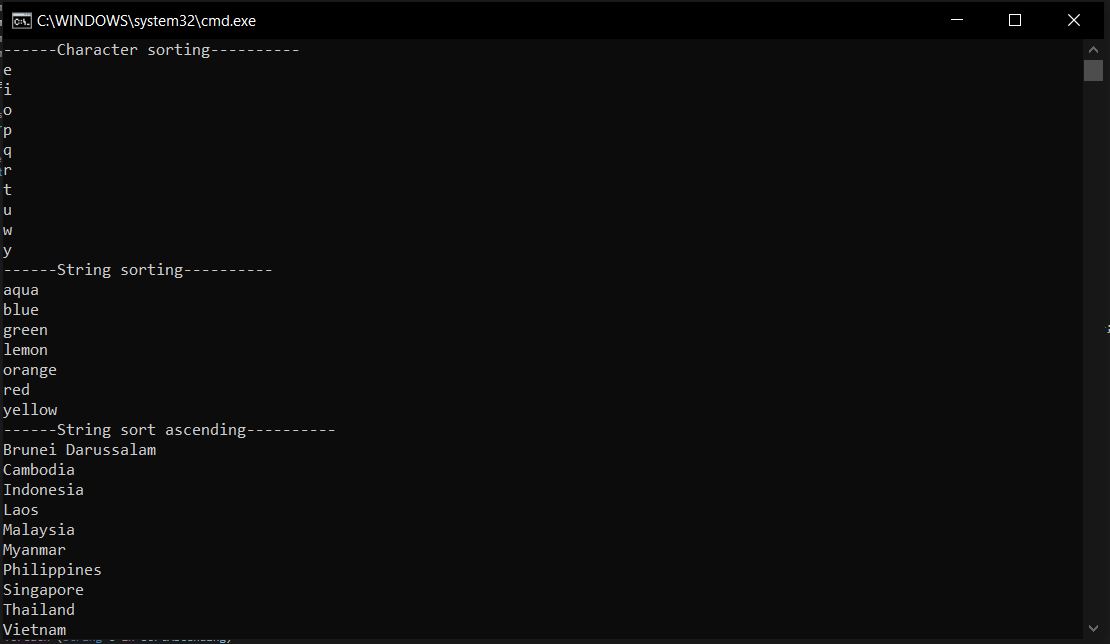 C:\WINDOWS\system32\cmd.exe
------Character sorting----------
e
i
o
p
q
r
t
u
w
y
------String sorting----------
aqua
blue
green
lemon
orange
red
yellow
------String sort ascending----------
Brunei Darussalam
Cambodia
Indonesia
Laos
Malaysia
Myanmar
Philippines
Singapore
Thailand
Vietnam